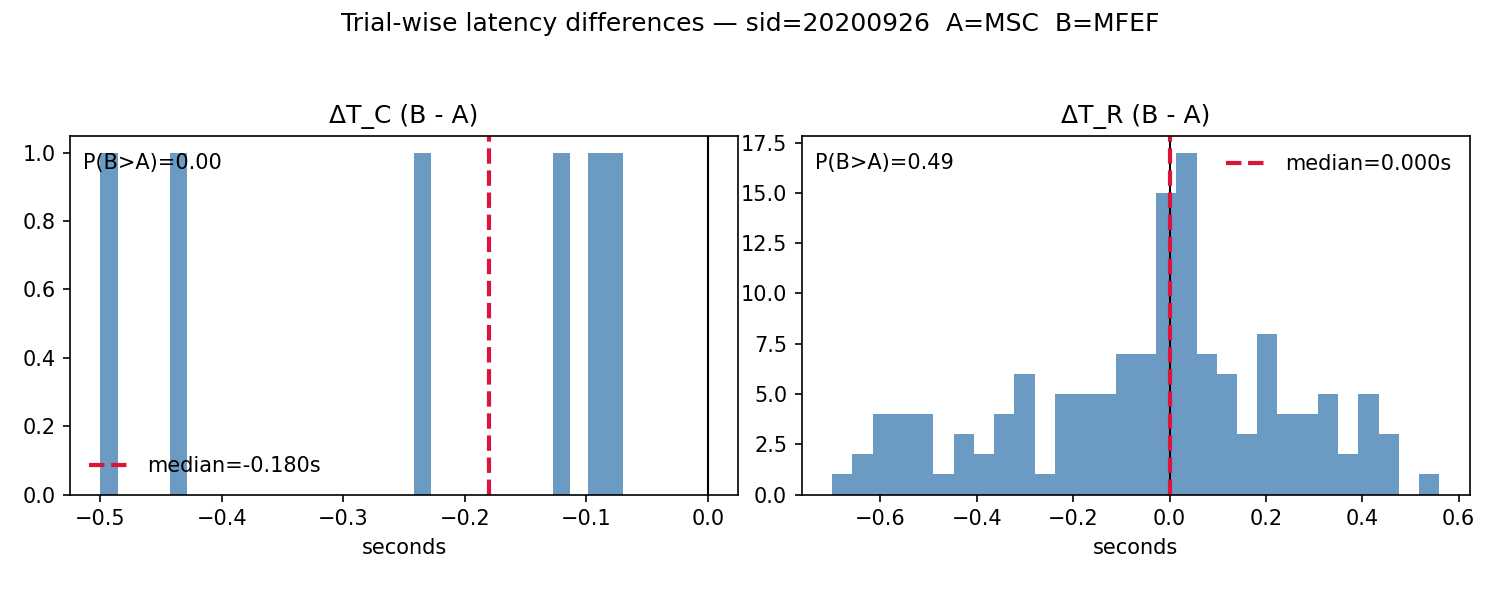 Trial-wise latency differences — sid=20200926  A=MSC  B=MFEF
ΔT_C (B - A)
P(B>A)=0.00
median=-0.180s
1.0
0.8
0.6
0.4
0.2
0.0
−0.5 −0.4 −0.3 −0.2 −0.1 0.0
seconds
ΔT_R (B - A)
P(B>A)=0.49
median=0.000s
17.5
15.0
12.5
10.0
7.5
5.0
2.5
0.0
−0.6 −0.4 −0.2 0.0 0.2 0.4 0.6
seconds